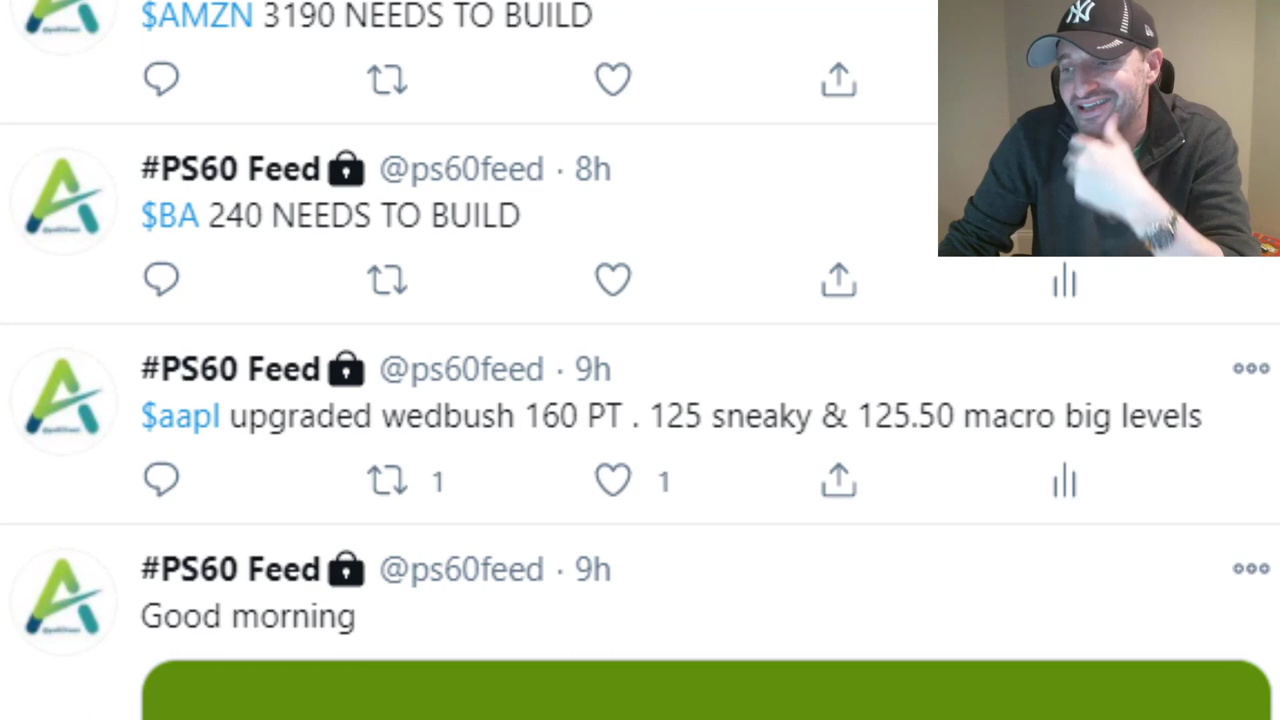 $AMZN 3190 NEEDS TO BUILD
#PS60 Feed @ps60feed · 8h
$BA 240 NEEDS TO BUILD
#PS60 Feed @ps60feed · 9h
$aapl upgraded wedbush 160 PT . 125 sneaky & 125.50 macro big levels
1 1
#PS60 Feed @ps60feed · 9h
Good morning